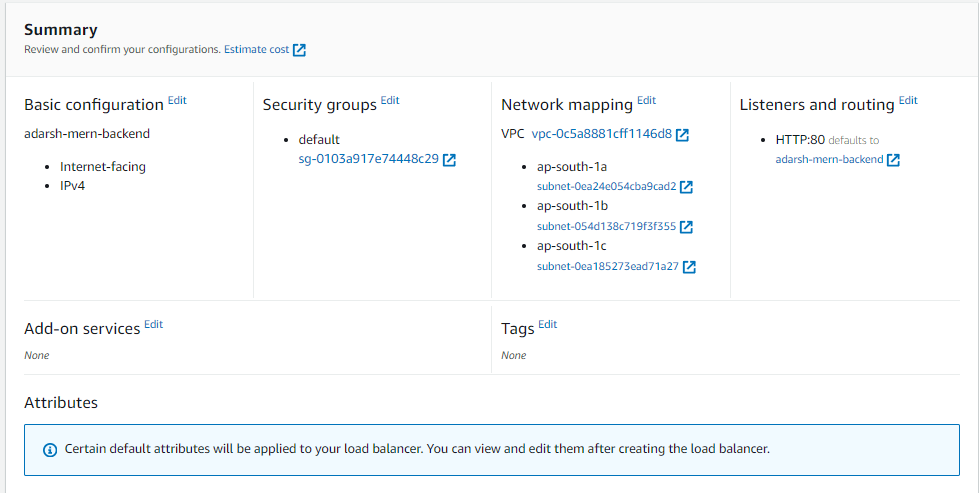 Summary
Review and confirm your configurations. Estimate cost
Basic configuration Edit
adarsh-mern-backend
Internet-facing
IPv4
Security groups Edit
default
sg-0103a917e74448c29
Network mapping Edit
VPC vpc-0c5a8881cff1146d8
ap-south-1a
subnet-0ea24e054cba9cad2
ap-south-1b
subnet-054d138c719f3f355
ap-south-1c
subnet-0ea185273ead71a27
Listeners and routing Edit
HTTP:80 defaults to
adarsh-mern-backend
Add-on services Edit
None
Tags Edit
None
Attributes
Certain default attributes will be applied to your load balancer. You can view and edit them after creating the load balancer.